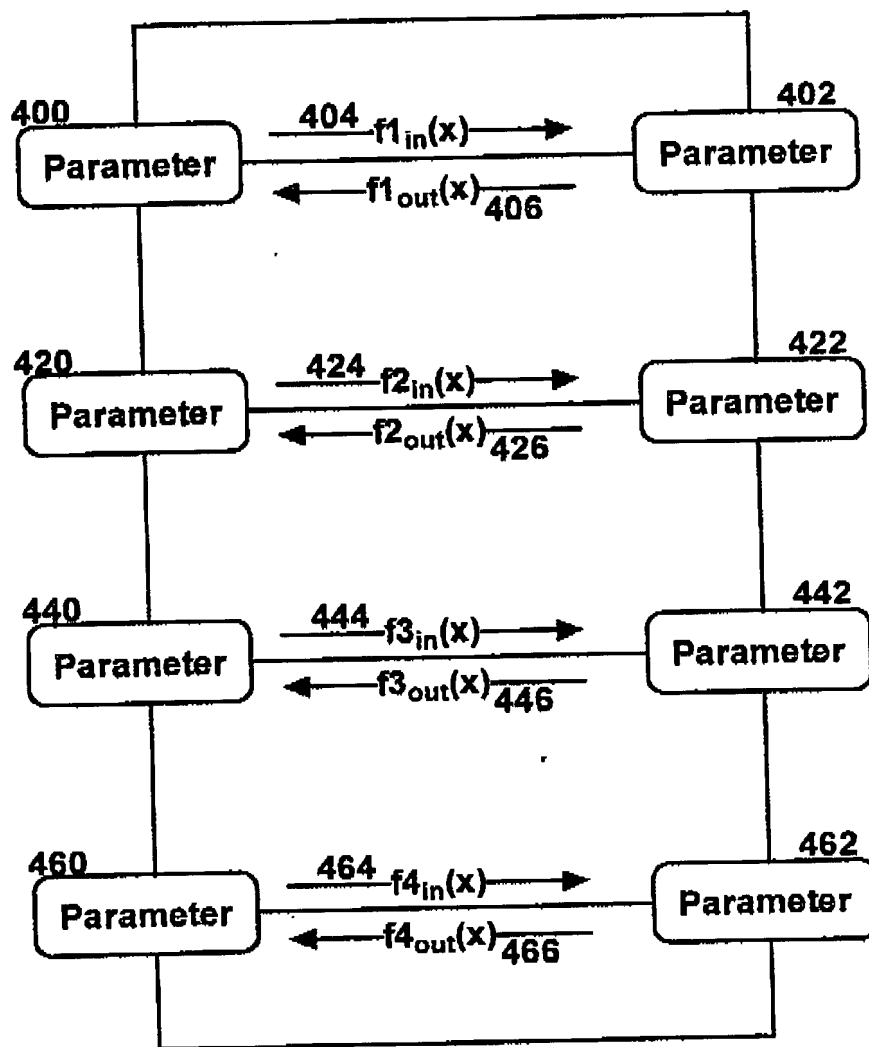 400 404 f1in(x) 402
Parameter Parameter
f1out(x) 406
420 424 f2in(x) 422
Parameter Parameter
f2out(x) 426
440 444 f3in(x) 442
Parameter Parameter
f3out(x) 446
460 464 f4in(x) 462
Parameter Parameter
f4out(x) 466